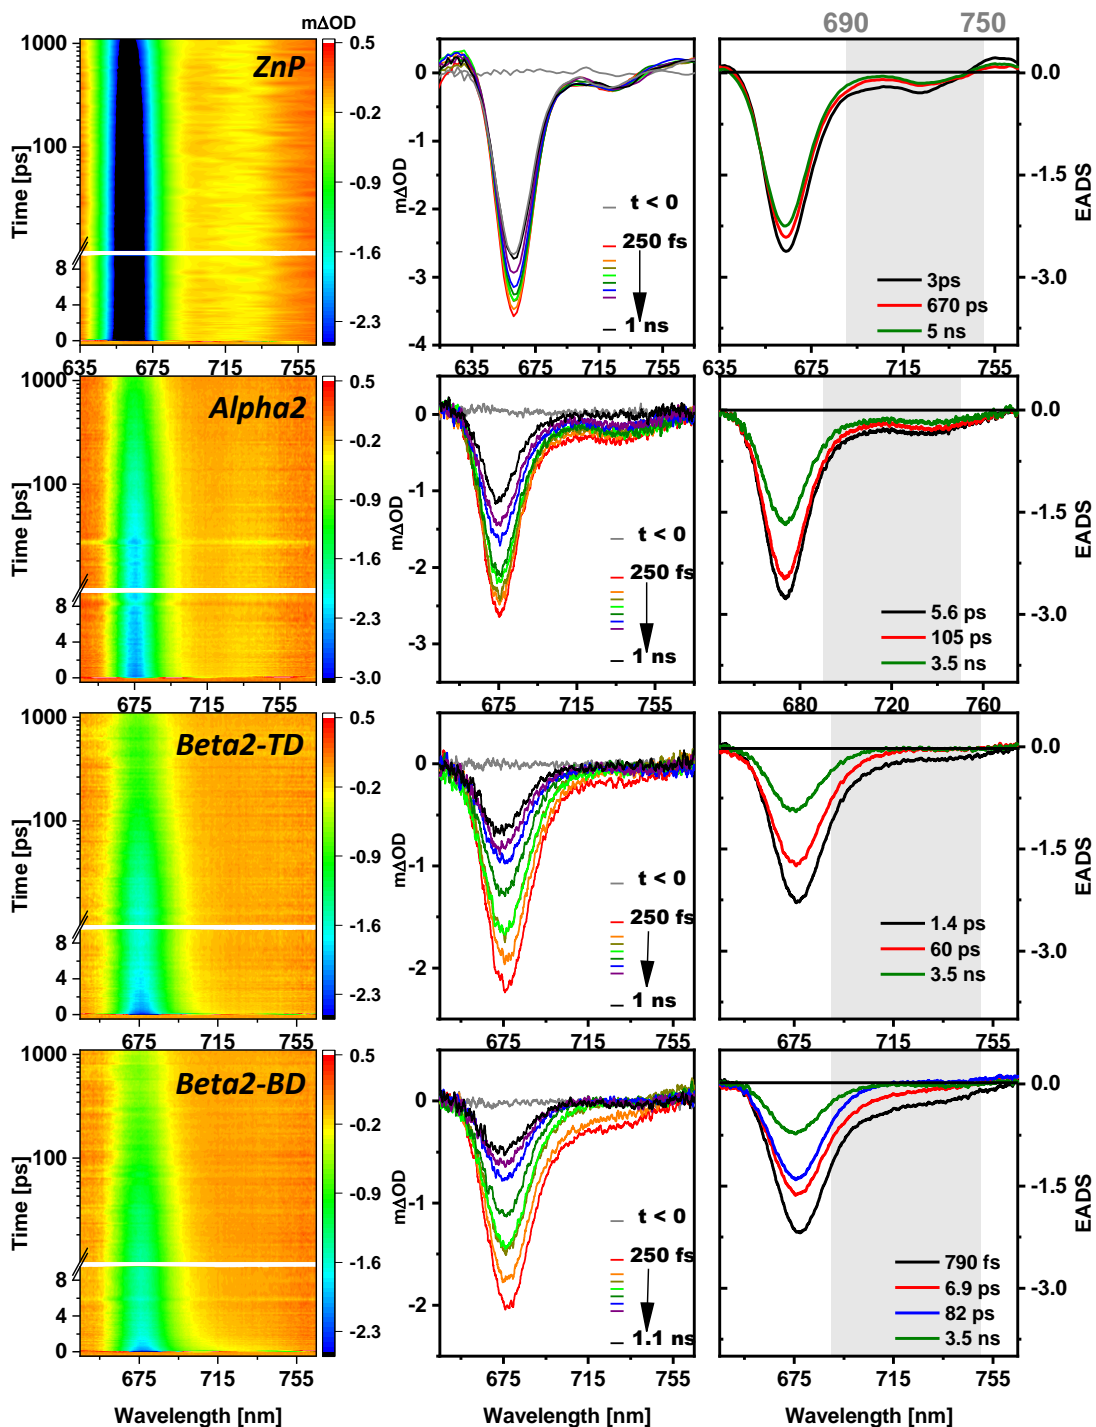 mΔOD
690 750
1000
100
8
4
0
Time [ps]
ZnP
0.5
-0.2
-0.9
-1.6
-2.3
635 675 715 755
0
-1
-2
-3
-4
mΔOD
t < 0
250 fs
1 ns
635 675 715 755
0.0
-1.5
-3.0
EADS
3ps
670 ps
5 ns
635 675 715 755
1000
100
8
4
0
Time [ps]
Alpha2
0.5
-0.2
-0.9
-1.6
-2.3
-3.0
675 715 755
0
-1
-2
-3
mΔOD
t < 0
250 fs
1 ns
675 715 755
0.0
-1.5
-3.0
EADS
5.6 ps
105 ps
3.5 ns
680 720 760
1000
100
8
4
0
Time [ps]
Beta2-TD
0.5
-0.2
-0.9
-1.6
-2.3
675 715 755
0
-1
-2
mΔOD
t < 0
250 fs
1 ns
675 715 755
0.0
-1.5
-3.0
EADS
1.4 ps
60 ps
3.5 ns
675 715 755
1000
100
8
4
0
Time [ps]
Beta2-BD
0.5
-0.2
-0.9
-1.6
-2.3
675 715 755
Wavelength [nm]
0
-1
-2
mΔOD
t < 0
250 fs
1.1 ns
675 715 755
Wavelength [nm]
0.0
-1.5
-3.0
EADS
790 fs
6.9 ps
82 ps
3.5 ns
675 715 755
Wavelength [nm]